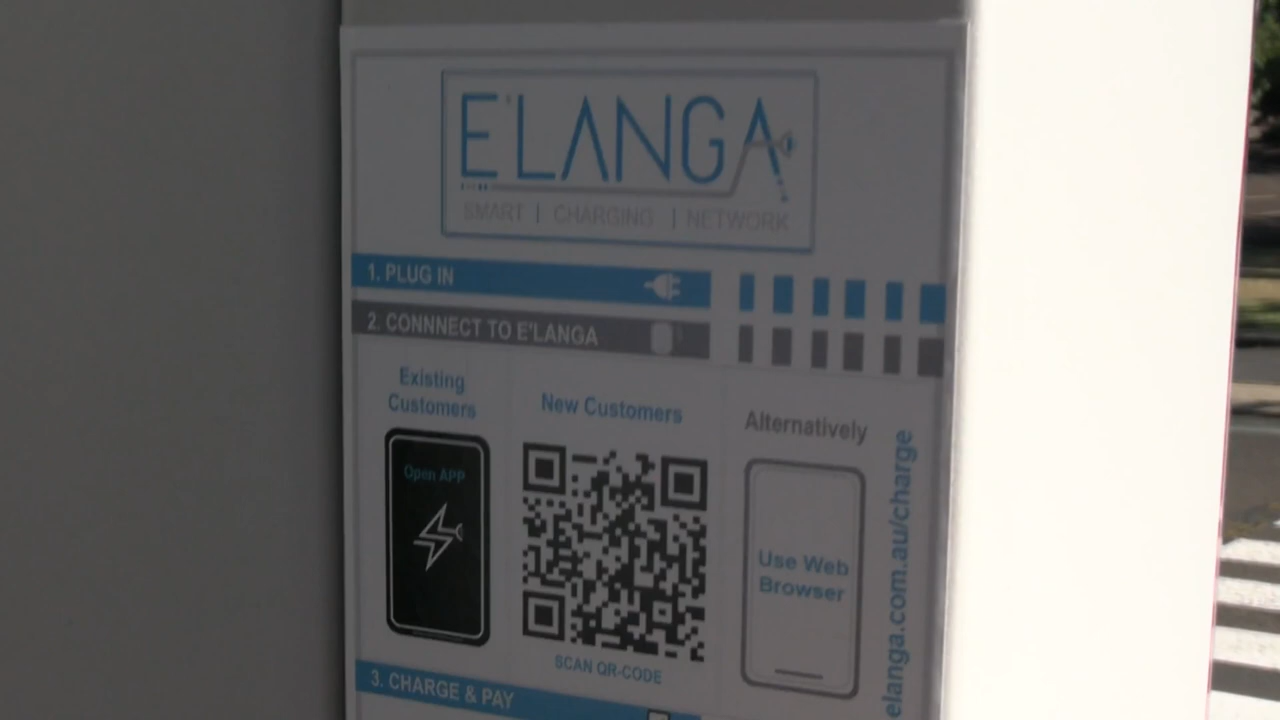 E'LANGA
SMART | CHARGING | NETWORK
1. PLUG IN
2. CONNNECT TO E'LANGA
Existing
Customers
Open APP
New Customers
SCAN QR-CODE
Alternatively
Use Web
Browser
elanga.com.au/charge
3. CHARGE & PAY